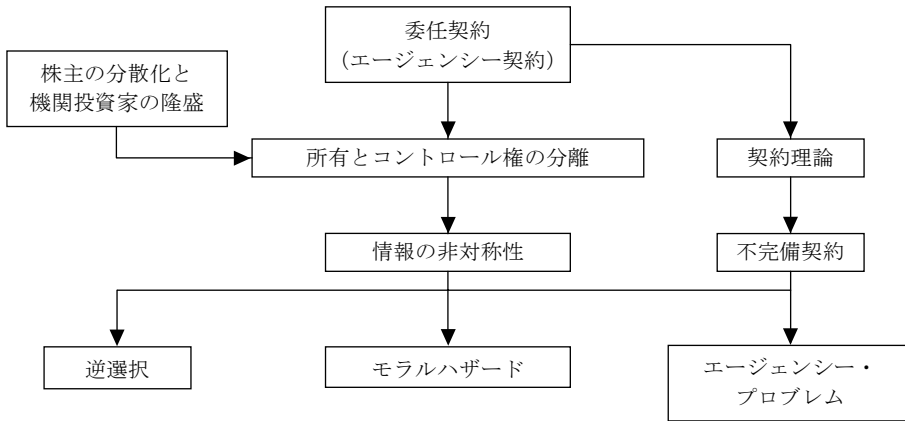 委任契約
（エージェンシー契約）
株主の分散化と
機関投資家の隆盛
所有とコントロール権の分離
契約理論
情報の非対称性
不完備契約
逆選択
モラルハザード
エージェンシー・
プロブレム